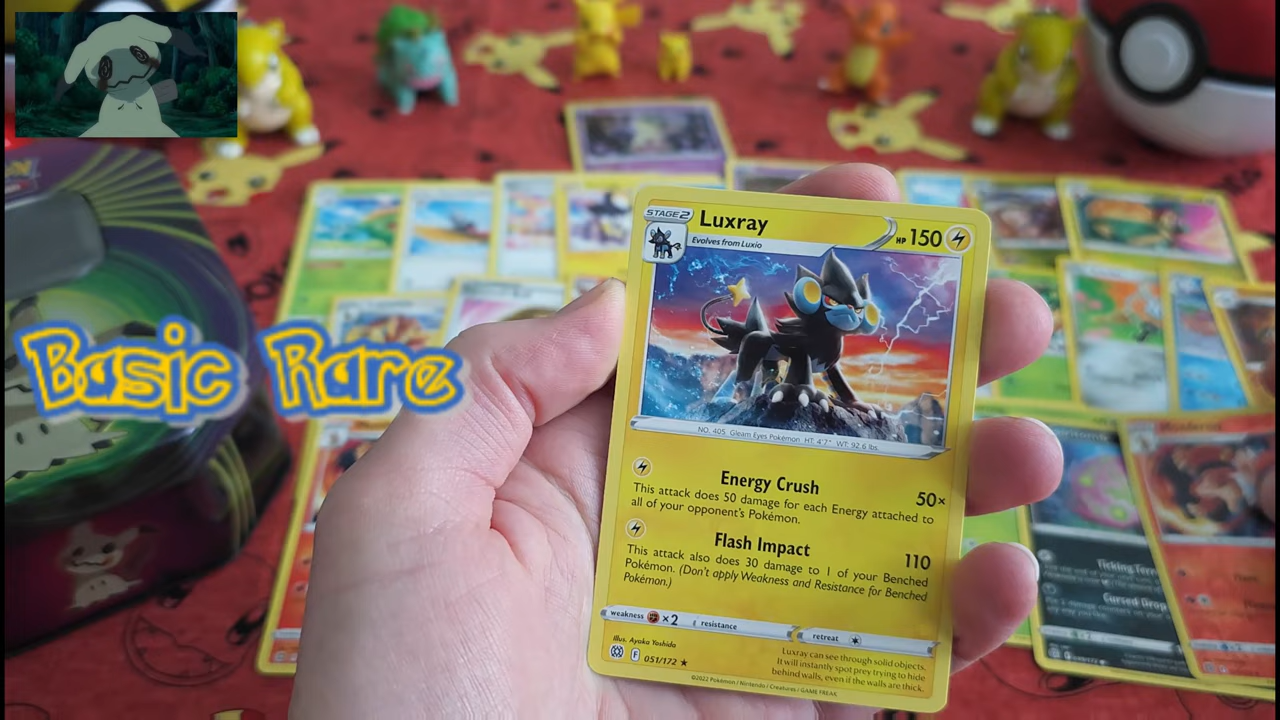 Basic Rare
STAGE2
Luxray
HP 150
Evolves from Luxio
NO. 405 Gleam Eyes Pokémon HT: 4'7" WT: 92.6 lbs.
Energy Crush
50×
This attack does 50 damage for each Energy attached to
all of your opponent's Pokémon.
Flash Impact
110
This attack also does 30 damage to 1 of your Benched
Pokémon. (Don't apply Weakness and Resistance for Benched
Pokémon.)
weakness ×2 resistance retreat
Illus. Ayaka Yoshida
F 051/172 ★
Luxray can see through solid objects.
It will instantly spot prey trying to hide
behind walls, even if the walls are thick.
©2022 Pokémon / Nintendo / Creatures / GAME FREAK
Cursed Drop